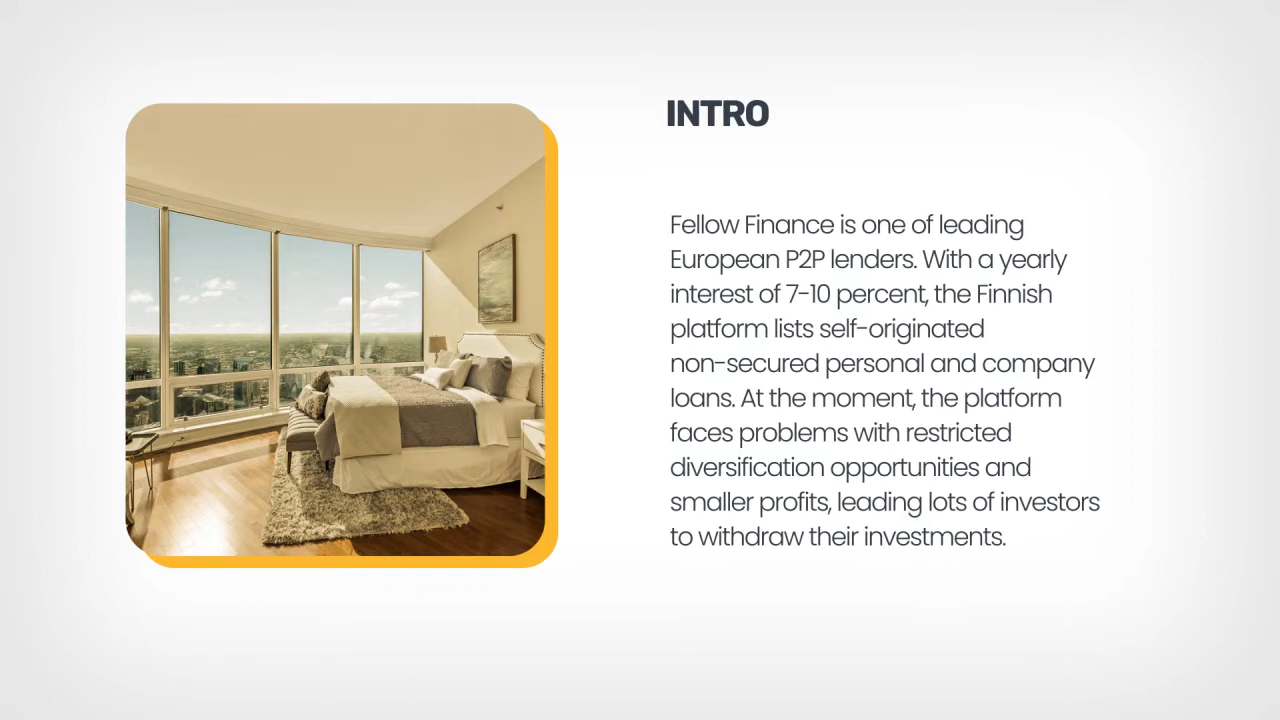 INTRO
Fellow Finance is one of leading
European P2P lenders. With a yearly
interest of 7-10 percent, the Finnish
platform lists self-originated
non-secured personal and company
loans. At the moment, the platform
faces problems with restricted
diversification opportunities and
smaller profits, leading lots of investors
to withdraw their investments.